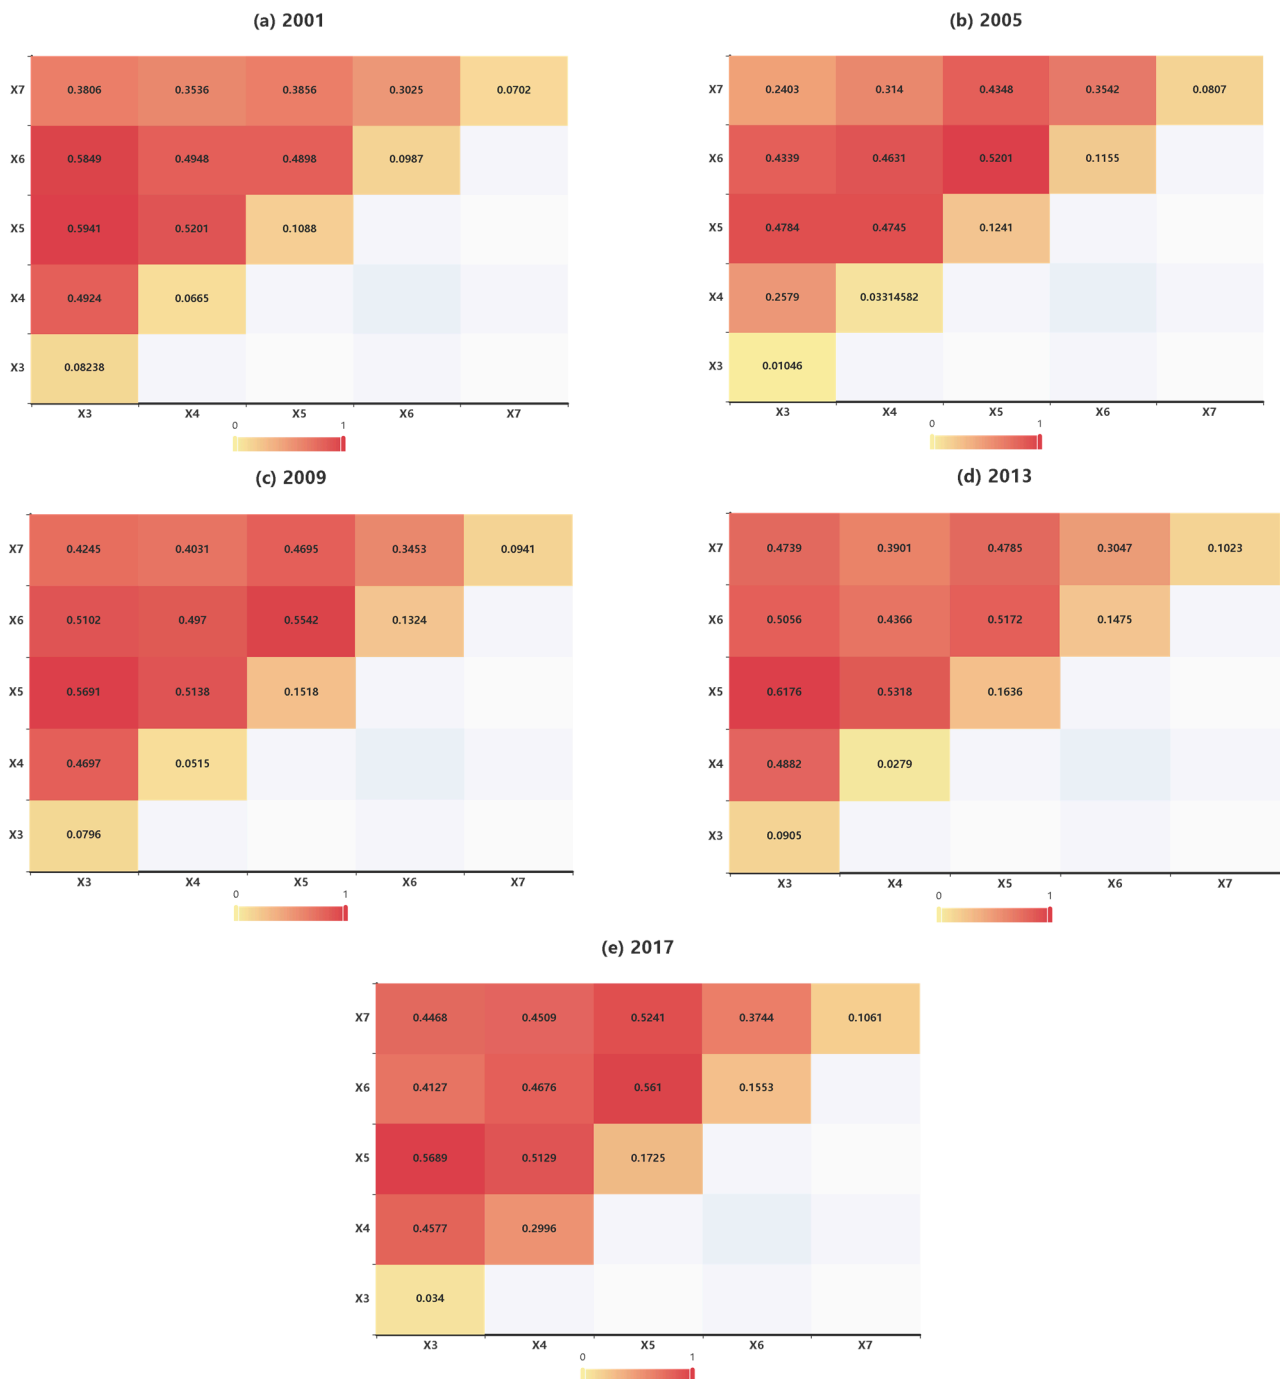 (a) 2001
X7 0.3806 0.3536 0.3856 0.3025 0.0702
X6 0.5849 0.4948 0.4898 0.0987
X5 0.5941 0.5201 0.1088
X4 0.4924 0.0665
X3 0.08238
X3 X4 X5 X6 X7
0 1
(b) 2005
X7 0.2403 0.314 0.4348 0.3542 0.0807
X6 0.4339 0.4631 0.5201 0.1155
X5 0.4784 0.4745 0.1241
X4 0.2579 0.03314582
X3 0.01046
X3 X4 X5 X6 X7
0 1
(c) 2009
X7 0.4245 0.4031 0.4695 0.3453 0.0941
X6 0.5102 0.497 0.5542 0.1324
X5 0.5691 0.5138 0.1518
X4 0.4697 0.0515
X3 0.0796
X3 X4 X5 X6 X7
0 1
(d) 2013
X7 0.4739 0.3901 0.4785 0.3047 0.1023
X6 0.5056 0.4366 0.5172 0.1475
X5 0.6176 0.5318 0.1636
X4 0.4882 0.0279
X3 0.0905
X3 X4 X5 X6 X7
0 1
(e) 2017
X7 0.4468 0.4509 0.5241 0.3744 0.1061
X6 0.4127 0.4676 0.561 0.1553
X5 0.5689 0.5129 0.1725
X4 0.4577 0.2996
X3 0.034
X3 X4 X5 X6 X7
0 1